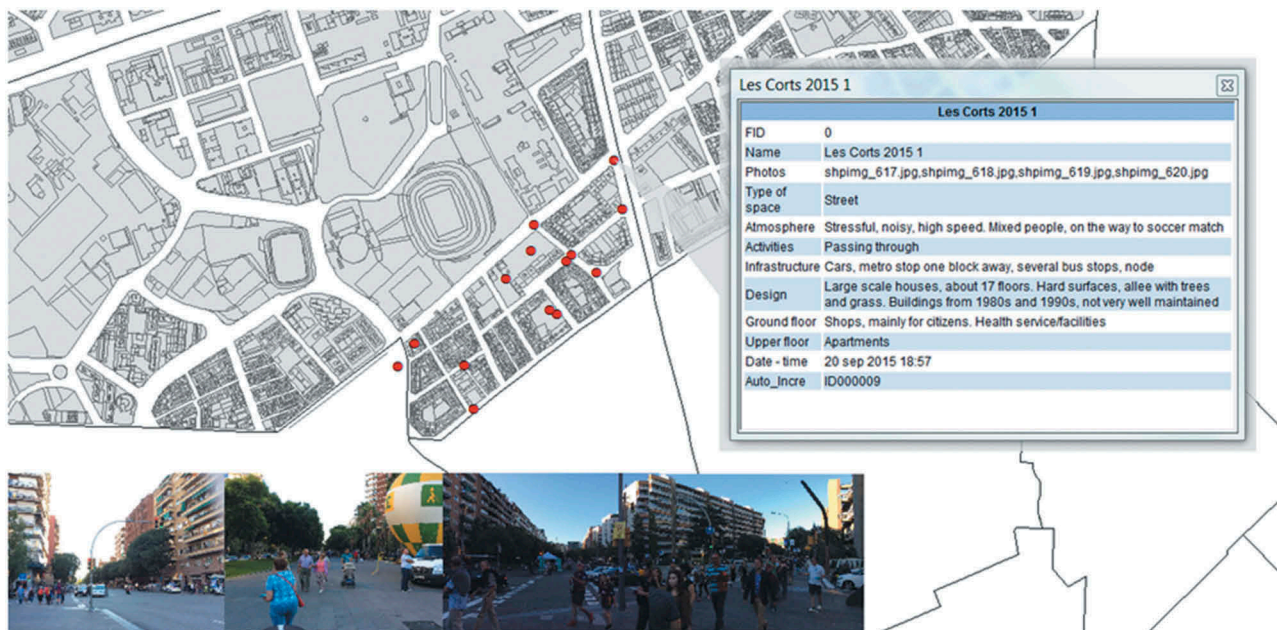 Les Corts 2015 1
Les Corts 2015 1
FID 0
Name Les Corts 2015 1
Photos shpimg_617.jpg,shpimg_618.jpg,shpimg_619.jpg,shpimg_620.jpg
Type of
space Street
Atmosphere Stressful, noisy, high speed. Mixed people, on the way to soccer match
Activities Passing through
Infrastructure Cars, metro stop one block away, several bus stops, node
Design Large scale houses, about 17 floors. Hard surfaces, allee with trees
and grass. Buildings from 1980s and 1990s, not very well maintained
Ground floor Shops, mainly for citizens. Health service/facilities
Upper floor Apartments
Date - time 20 sep 2015 18:57
Auto_Incre ID000009